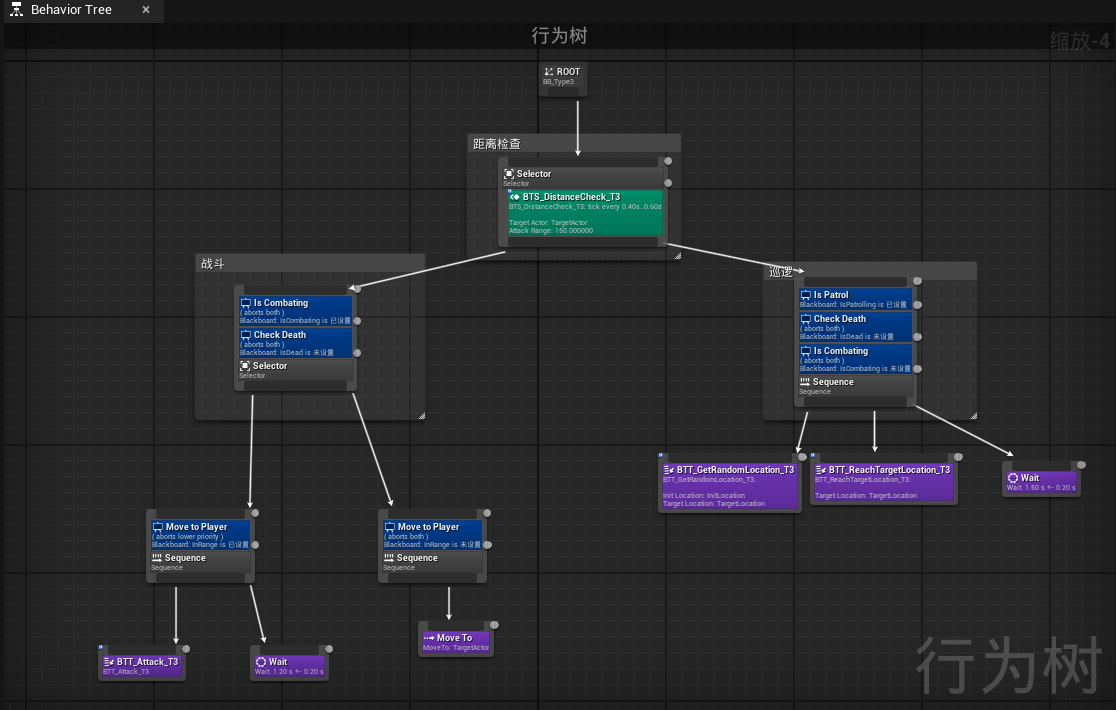 Behavior Tree
行为树
缩放-4
ROOT
BB_Type3
距离检查
Selector
Selector
BTS_DistanceCheck_T3
BTS_DistanceCheck_T3: tick every 0.40s..0.60s
Target Actor: TargetActor
Attack Range: 150.000000
战斗
Is Combating
( aborts both )
Blackboard: IsCombating is 已设置
Check Death
( aborts both )
Blackboard: IsDead is 未设置
Selector
Selector
巡逻
Is Patrol
Blackboard: IsPatrolling is 已设置
Check Death
( aborts both )
Blackboard: IsDead is 未设置
Is Combating
( aborts both )
Blackboard: IsCombating is 未设置
Sequence
Sequence
BTT_GetRandomLocation_T3
BTT_GetRandomLocation_T3:
Init Location: InitLocation
Target Location: TargetLocation
BTT_ReachTargetLocation_T3
BTT_ReachTargetLocation_T3:
Target Location: TargetLocation
Wait
Wait: 1.50 s +- 0.20 s
Move to Player
( aborts lower priority )
Blackboard: InRange is 已设置
Sequence
Sequence
Move to Player
( aborts both )
Blackboard: InRange is 未设置
Sequence
Sequence
BTT_Attack_T3
BTT_Attack_T3
Wait
Wait: 1.20 s +- 0.20 s
Move To
MoveTo: TargetActor
行为树